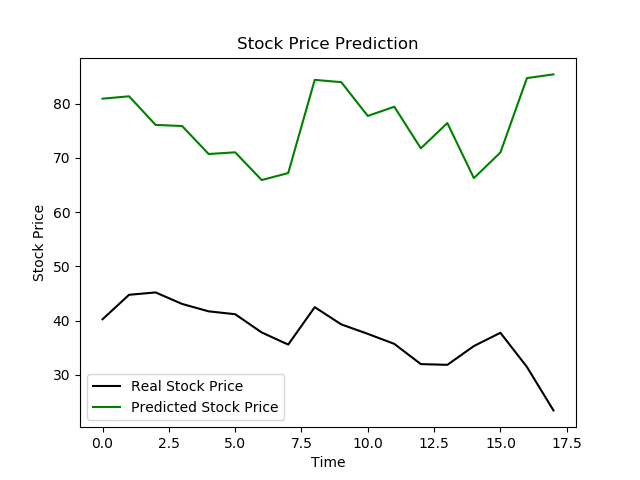 Stock Price Prediction
Stock Price
80
70
60
50
40
30
Real Stock Price
Predicted Stock Price
0.0 2.5 5.0 7.5 10.0 12.5 15.0 17.5
Time